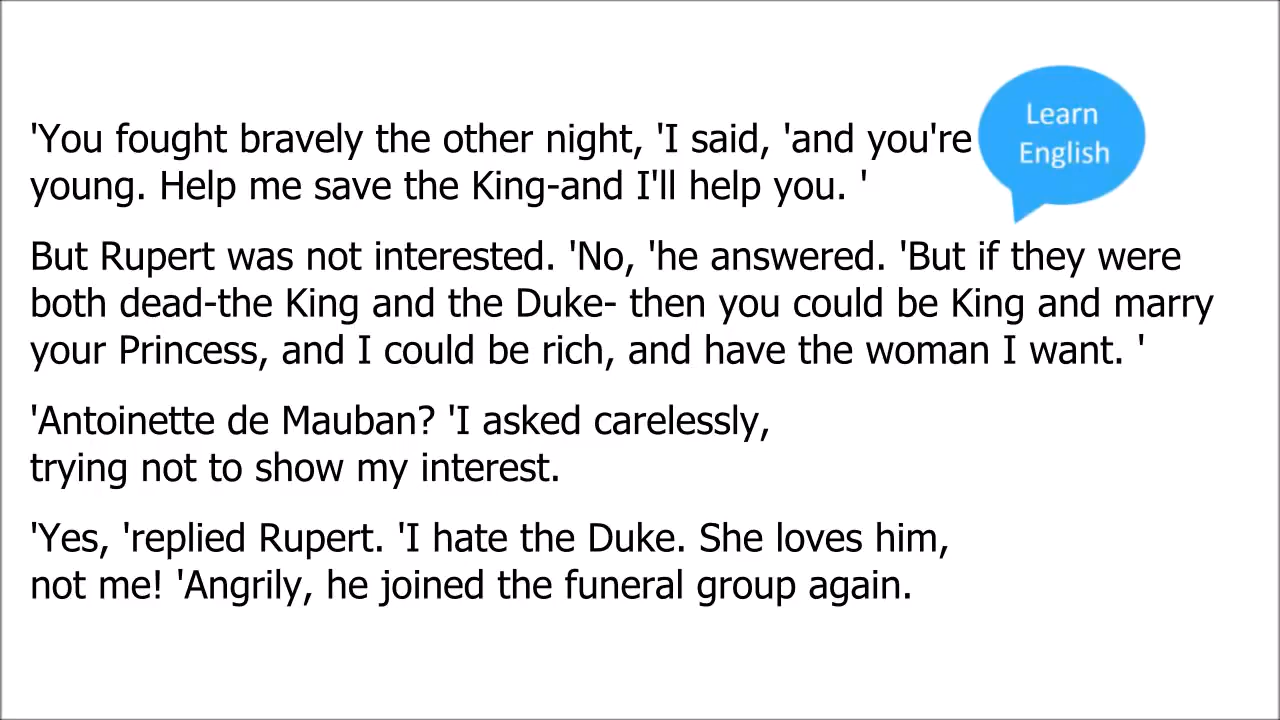 'You fought bravely the other night, 'I said, 'and you're
young. Help me save the King-and I'll help you. '
But Rupert was not interested. 'No, 'he answered. 'But if they were
both dead-the King and the Duke- then you could be King and marry
your Princess, and I could be rich, and have the woman I want. '
'Antoinette de Mauban? 'I asked carelessly,
trying not to show my interest.
'Yes, 'replied Rupert. 'I hate the Duke. She loves him,
not me! 'Angrily, he joined the funeral group again.
Learn
English